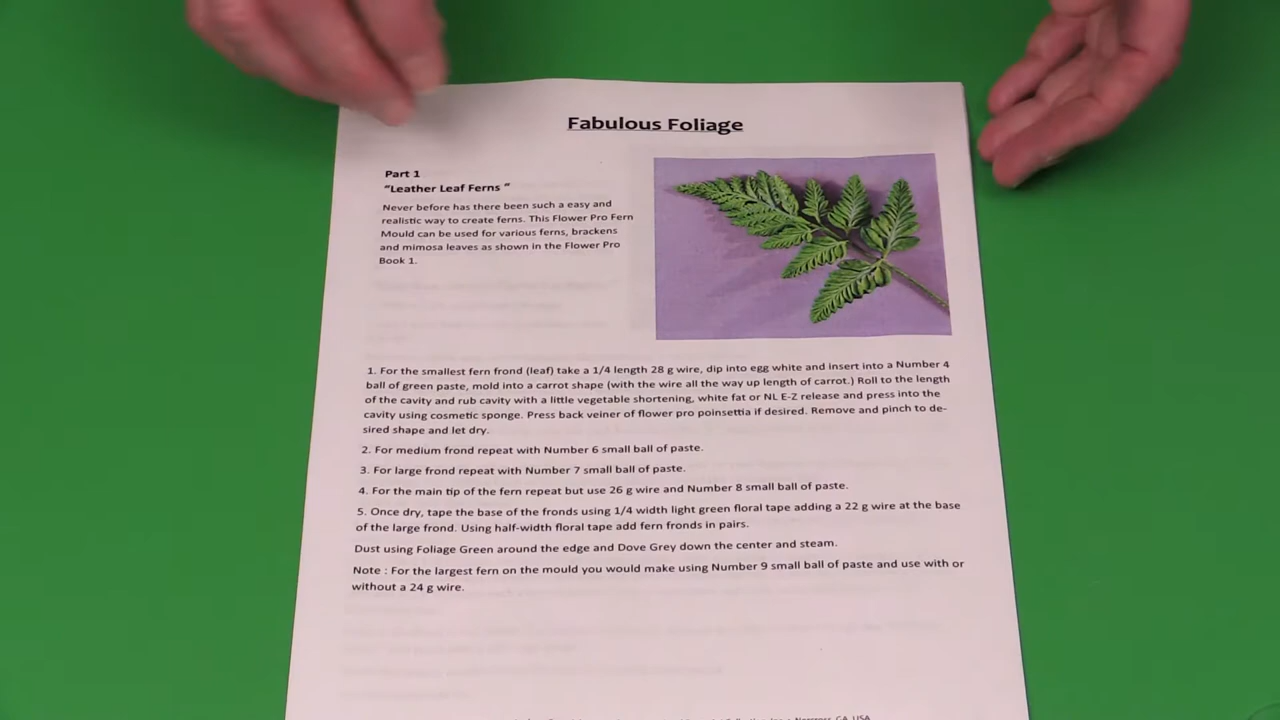 Fabulous Foliage
Part 1
“Leather Leaf Ferns “
Never before has there been such a easy and
realistic way to create ferns. This Flower Pro Fern
Mould can be used for various ferns, brackens
and mimosa leaves as shown in the Flower Pro
Book 1.
1. For the smallest fern frond (leaf) take a 1/4 length 28 g wire, dip into egg white and insert into a Number 4
ball of green paste, mold into a carrot shape (with the wire all the way up length of carrot.) Roll to the length
of the cavity and rub cavity with a little vegetable shortening, white fat or NL E-Z release and press into the
cavity using cosmetic sponge. Press back veiner of flower pro poinsettia if desired. Remove and pinch to de-
sired shape and let dry.
2. For medium frond repeat with Number 6 small ball of paste.
3. For large frond repeat with Number 7 small ball of paste.
4. For the main tip of the fern repeat but use 26 g wire and Number 8 small ball of paste.
5. Once dry, tape the base of the fronds using 1/4 width light green floral tape adding a 22 g wire at the base
of the large frond. Using half-width floral tape add fern fronds in pairs.
Dust using Foliage Green around the edge and Dove Grey down the center and steam.
Note : For the largest fern on the mould you would make using Number 9 small ball of paste and use with or
without a 24 g wire.
GA, USA